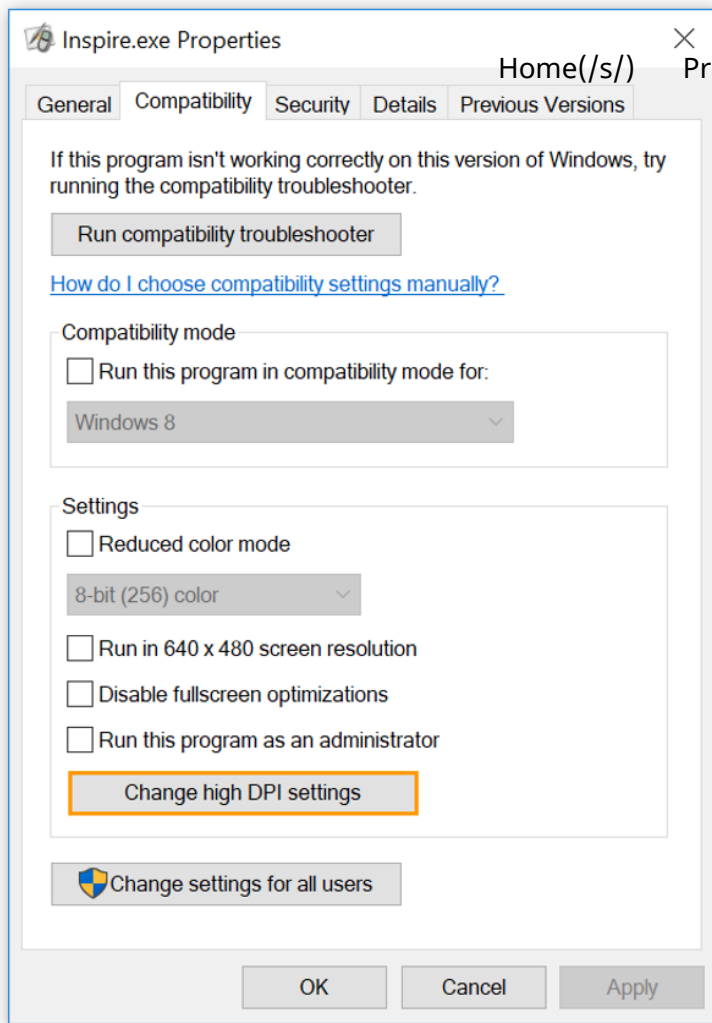 Inspire.exe Properties
Home(/s/) Pr
General Compatibility Security Details Previous Versions
If this program isn't working correctly on this version of Windows, try
running the compatibility troubleshooter.
Run compatibility troubleshooter
How do I choose compatibility settings manually?
Compatibility mode
Run this program in compatibility mode for:
Windows 8
Settings
Reduced color mode
8-bit (256) color
Run in 640 x 480 screen resolution
Disable fullscreen optimizations
Run this program as an administrator
Change high DPI settings
Change settings for all users
OK Cancel Apply